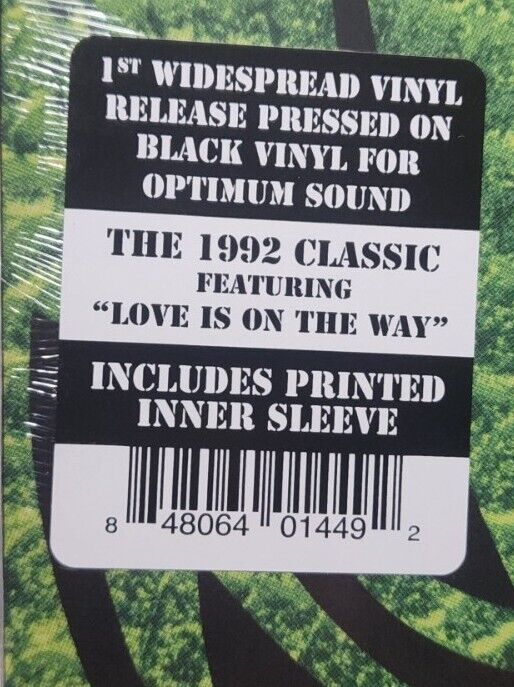 1ST WIDESPREAD VINYL
RELEASE PRESSED ON
BLACK VINYL FOR
OPTIMUM SOUND
THE 1992 CLASSIC
FEATURING
“LOVE IS ON THE WAY”
INCLUDES PRINTED
INNER SLEEVE
8 48064 01449 2